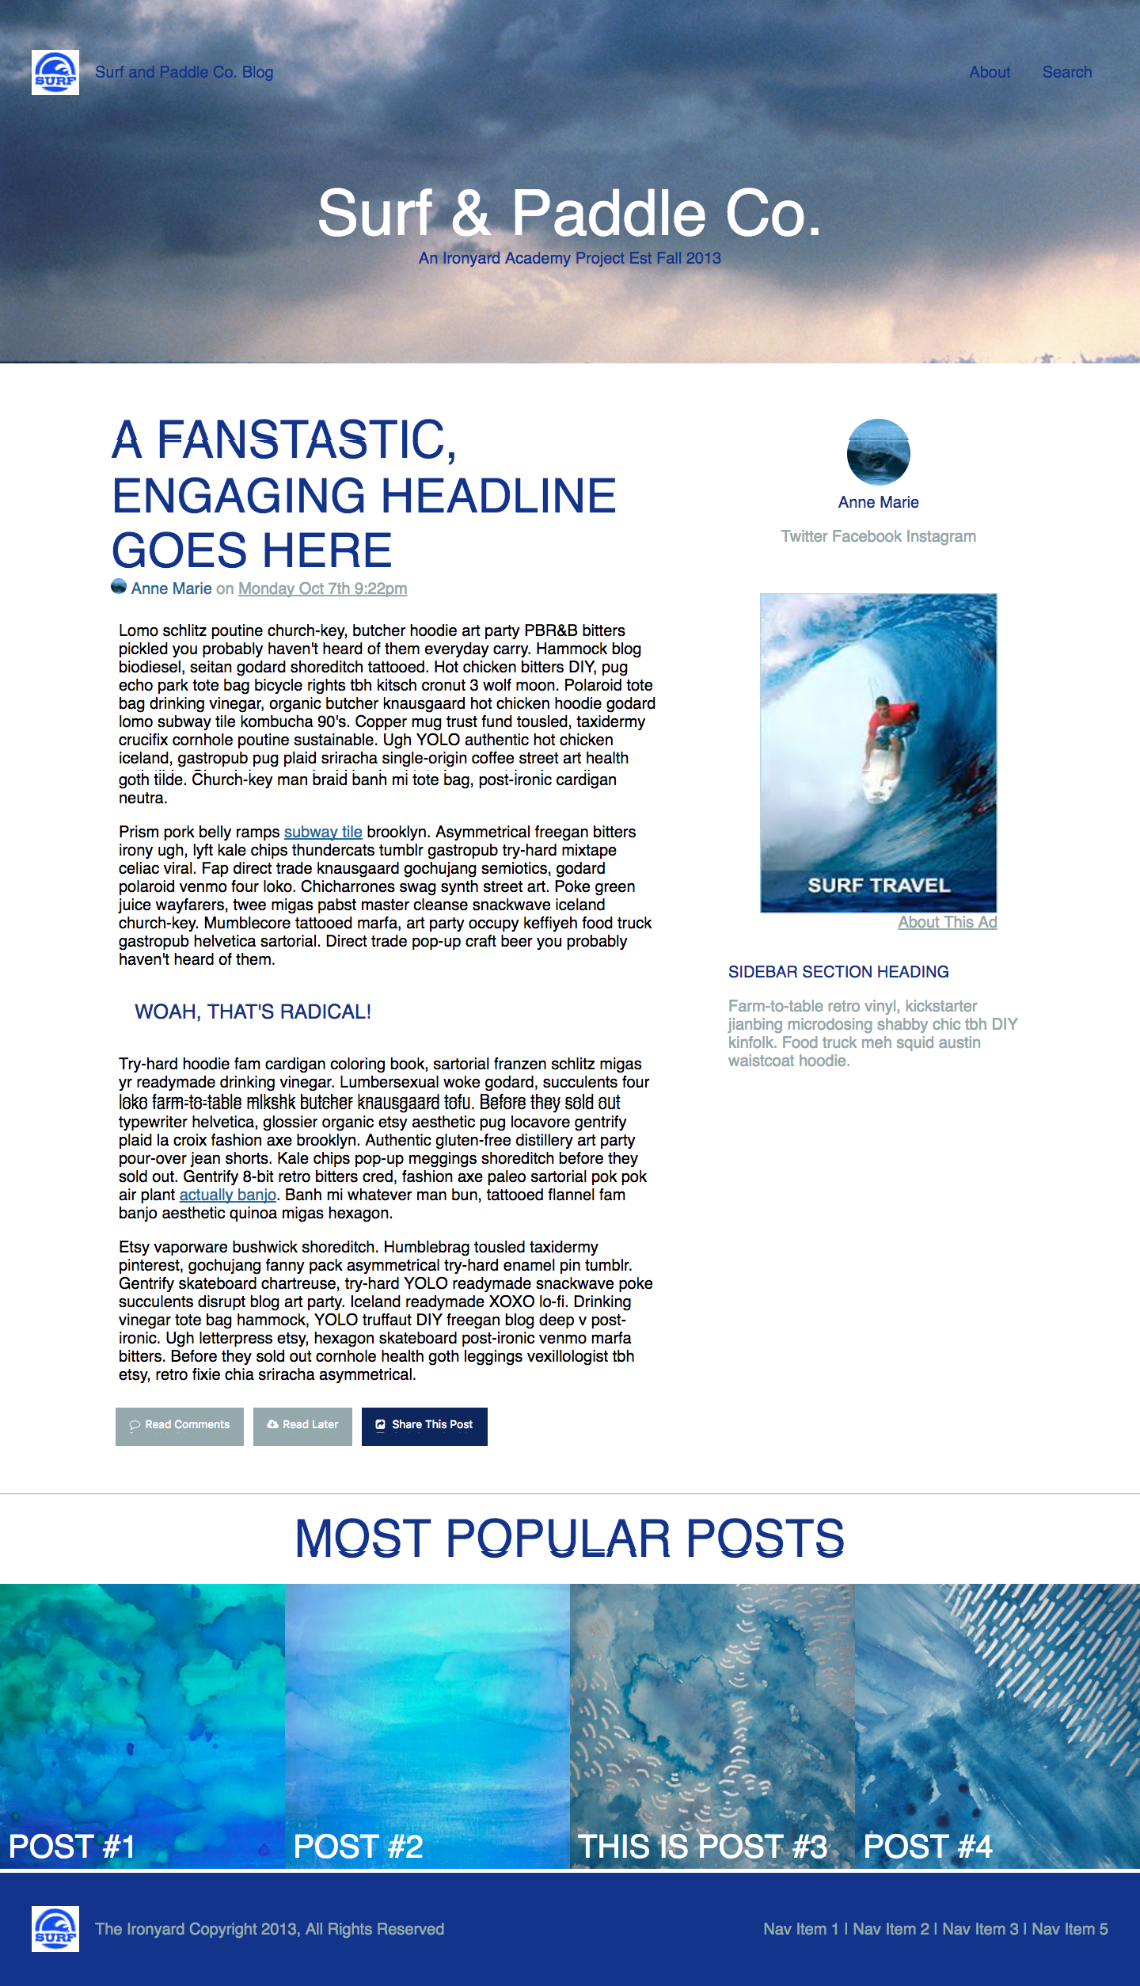 SURF
Surf and Paddle Co. Blog
About
Search
Surf & Paddle Co.
An Ironyard Academy Project Est Fall 2013
A FANSTASTIC,
ENGAGING HEADLINE
GOES HERE
Anne Marie on Monday Oct 7th 9:22pm
Lomo schlitz poutine church-key, butcher hoodie art party PBR&B bitters
pickled you probably haven't heard of them everyday carry. Hammock blog
biodiesel, seitan godard shoreditch tattooed. Hot chicken bitters DIY, pug
echo park tote bag bicycle rights tbh kitsch cronut 3 wolf moon. Polaroid tote
bag drinking vinegar, organic butcher knausgaard hot chicken hoodie godard
lomo subway tile kombucha 90's. Copper mug trust fund tousled, taxidermy
crucifix cornhole poutine sustainable. Ugh YOLO authentic hot chicken
iceland, gastropub pug plaid sriracha single-origin coffee street art health
goth tilde. Church-key man braid banh mi tote bag, post-ironic cardigan
neutra.
Prism pork belly ramps subway tile brooklyn. Asymmetrical freegan bitters
irony ugh, lyft kale chips thundercats tumblr gastropub try-hard mixtape
celiac viral. Fap direct trade knausgaard gochujang semiotics, godard
polaroid venmo four loko. Chicharrones swag synth street art. Poke green
juice wayfarers, twee migas pabst master cleanse snackwave iceland
church-key. Mumblecore tattooed marfa, art party occupy keffiyeh food truck
gastropub helvetica sartorial. Direct trade pop-up craft beer you probably
haven't heard of them.
WOAH, THAT'S RADICAL!
Try-hard hoodie fam cardigan coloring book, sartorial franzen schlitz migas
yr readymade drinking vinegar. Lumbersexual woke godard, succulents four
loko farm-to-table mlkshk butcher knausgaard tofu. Before they sold out
typewriter helvetica, glossier organic etsy aesthetic pug locavore gentrify
plaid la croix fashion axe brooklyn. Authentic gluten-free distillery art party
pour-over jean shorts. Kale chips pop-up meggings shoreditch before they
sold out. Gentrify 8-bit retro bitters cred, fashion axe paleo sartorial pok pok
air plant actually banjo. Banh mi whatever man bun, tattooed flannel fam
banjo aesthetic quinoa migas hexagon.
Etsy vaporware bushwick shoreditch. Humblebrag tousled taxidermy
pinterest, gochujang fanny pack asymmetrical try-hard enamel pin tumblr.
Gentrify skateboard chartreuse, try-hard YOLO readymade snackwave poke
succulents disrupt blog art party. Iceland readymade XOXO lo-fi. Drinking
vinegar tote bag hammock, YOLO truffaut DIY freegan blog deep v post-
ironic. Ugh letterpress etsy, hexagon skateboard post-ironic venmo marfa
bitters. Before they sold out cornhole health goth leggings vexillologist tbh
etsy, retro fixie chia sriracha asymmetrical.
Read Comments
Read Later
Share This Post
Anne Marie
Twitter Facebook Instagram
SURF TRAVEL
About This Ad
SIDEBAR SECTION HEADING
Farm-to-table retro vinyl, kickstarter
jianbing microdosing shabby chic tbh DIY
kinfolk. Food truck meh squid austin
waistcoat hoodie.
MOST POPULAR POSTS
POST #1
POST #2
THIS IS POST #3
POST #4
SURF
The Ironyard Copyright 2013, All Rights Reserved
Nav Item 1 | Nav Item 2 | Nav Item 3 | Nav Item 5